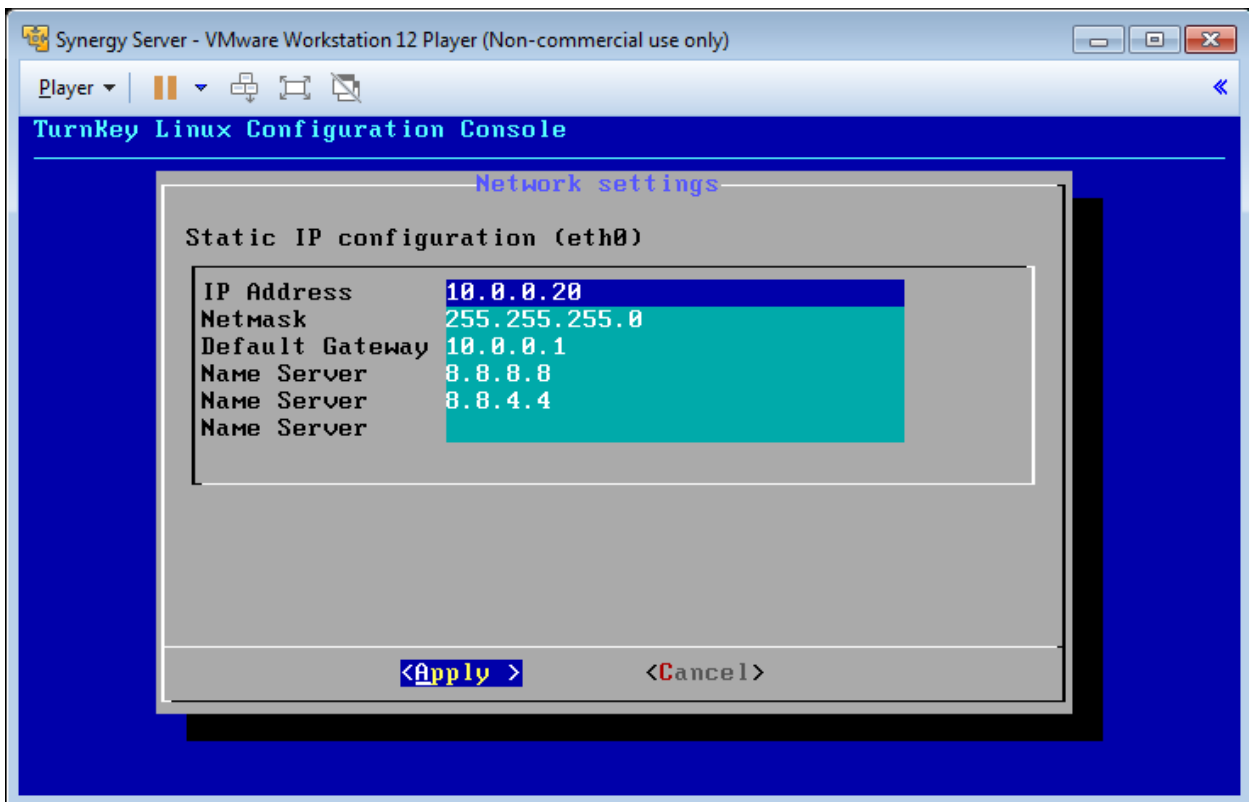 Synergy Server - VMware Workstation 12 Player (Non-commercial use only)
Player
TurnKey Linux Configuration Console
Network settings
Static IP configuration (eth0)
IP Address 10.0.0.20
Netmask 255.255.255.0
Default Gateway 10.0.0.1
Name Server 8.8.8.8
Name Server 8.8.4.4
Name Server
<Apply > <Cancel>